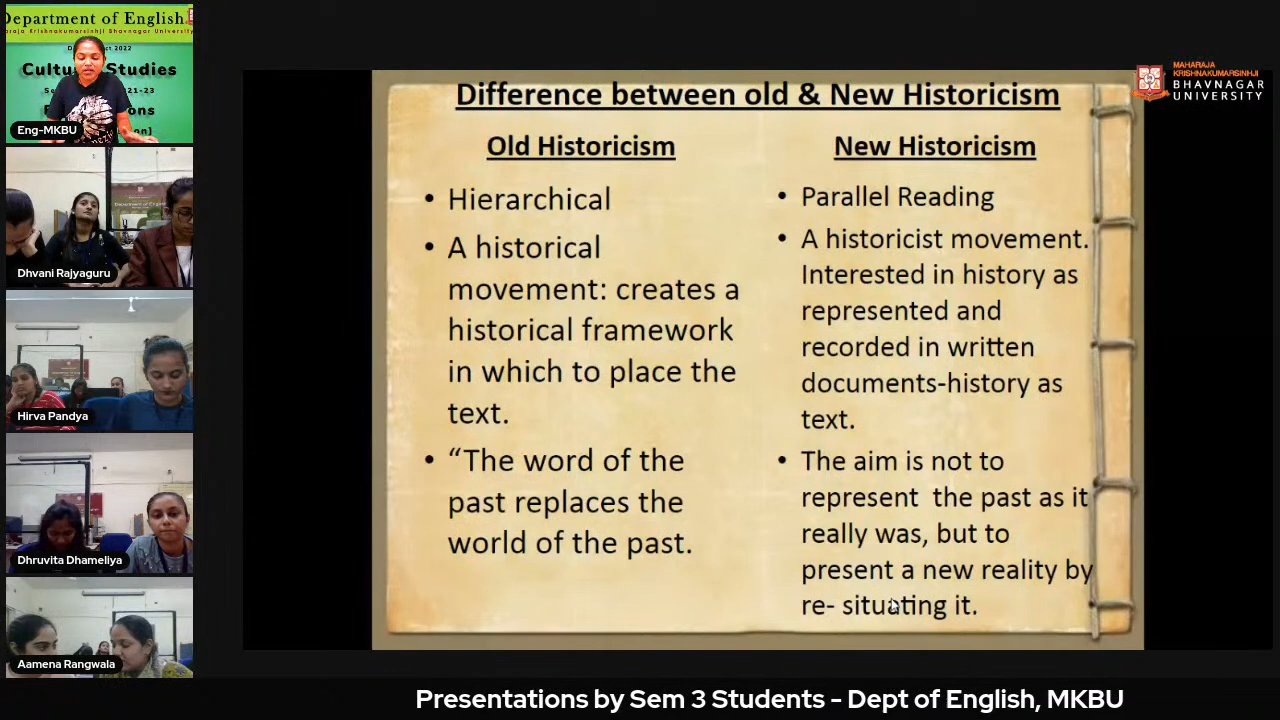 Department of English
Maharaja Krishnakumarsinhji Bhavnagar University
2022
Studies
21-23
Eng-MKBU
Dhvani Rajyaguru
Hirva Pandya
Dhruvita Dhameliya
Aamena Rangwala
MAHARAJA
KRISHNAKUMARSINHJI
BHAVNAGAR
UNIVERSITY
Difference between old & New Historicism
Old Historicism
• Hierarchical
• A historical
movement: creates a
historical framework
in which to place the
text.
• “The word of the
past replaces the
world of the past.
New Historicism
• Parallel Reading
• A historicist movement.
Interested in history as
represented and
recorded in written
documents-history as
text.
• The aim is not to
represent the past as it
really was, but to
present a new reality by
re- situating it.
Presentations by Sem 3 Students - Dept of English, MKBU